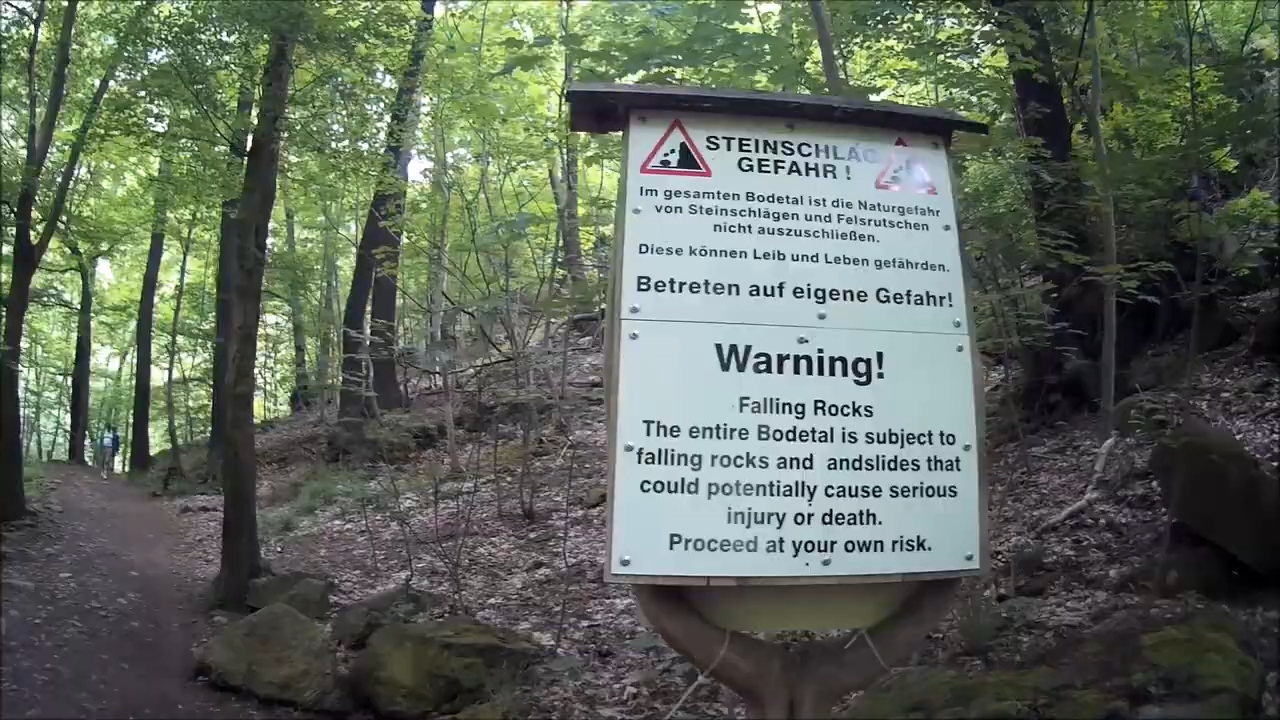 STEINSCHLAG
GEFAHR !
Im gesamten Bodetal ist die Naturgefahr
von Steinschlägen und Felsrutschen
nicht auszuschließen.
Diese können Leib und Leben gefährden.
Betreten auf eigene Gefahr!
Warning!
Falling Rocks
The entire Bodetal is subject to
falling rocks and andslides that
could potentially cause serious
injury or death.
Proceed at your own risk.